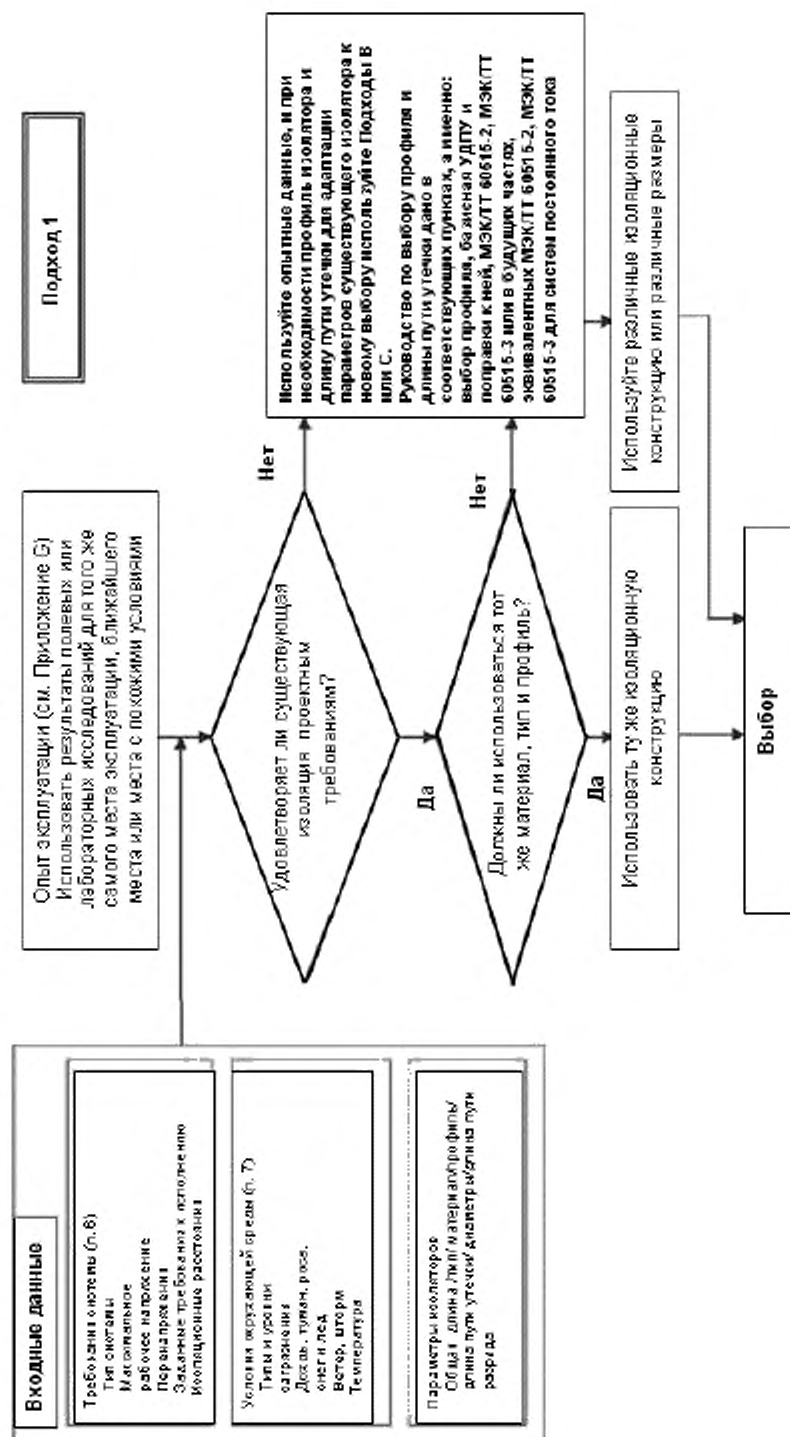 Подход 1
Входные данные
Требования системы (п. 6)
Тип системы
Максимальное
рабочее напряжение
Перенапряжения
Заданные требования к исполнению
Изоляционные расстояния
Условия окружающей среды (п. 7)
Типы и уровни
загрязнения
Дождь, туман, роса,
снег и лед
Ветер, шторм
Температура
Параметры изоляторов
Общая длина /тип/ материал/профиль/
длина пути утечки/ диаметры/длина пути
разряда
Опыт эксплуатации (см. Приложение G)
Использовать результаты полевых или
лабораторных исследований для того же
самого места эксплуатации, ближайшего
места или места с похожими условиями
Удовлетворяет ли существующая
изоляция проектным
требованиям?
Нет
Да
Используйте опытные данные, и при
необходимости профиль изолятора и
длину пути утечки для адаптации
параметров существующего изолятора к
новому выбору используйте Подходы В
или С.
Руководство по выбору профиля и
длины пути утечки дано в
соответствующих пунктах, а именно:
выбор профиля, базисная УДПУ и
поправки к ней, МЭК/ТТ 60515-2, МЭК/ТТ
60515-3 или в будущих частях,
эквивалентных МЭК/ТТ 60515-2, МЭК/ТТ
60515-3 для систем постоянного тока
Должны ли использоваться тот
же материал, тип и профиль?
Нет
Да
Использовать ту же изоляционную
конструкцию
Используйте различные изоляционные
конструкцию или различные размеры
Выбор